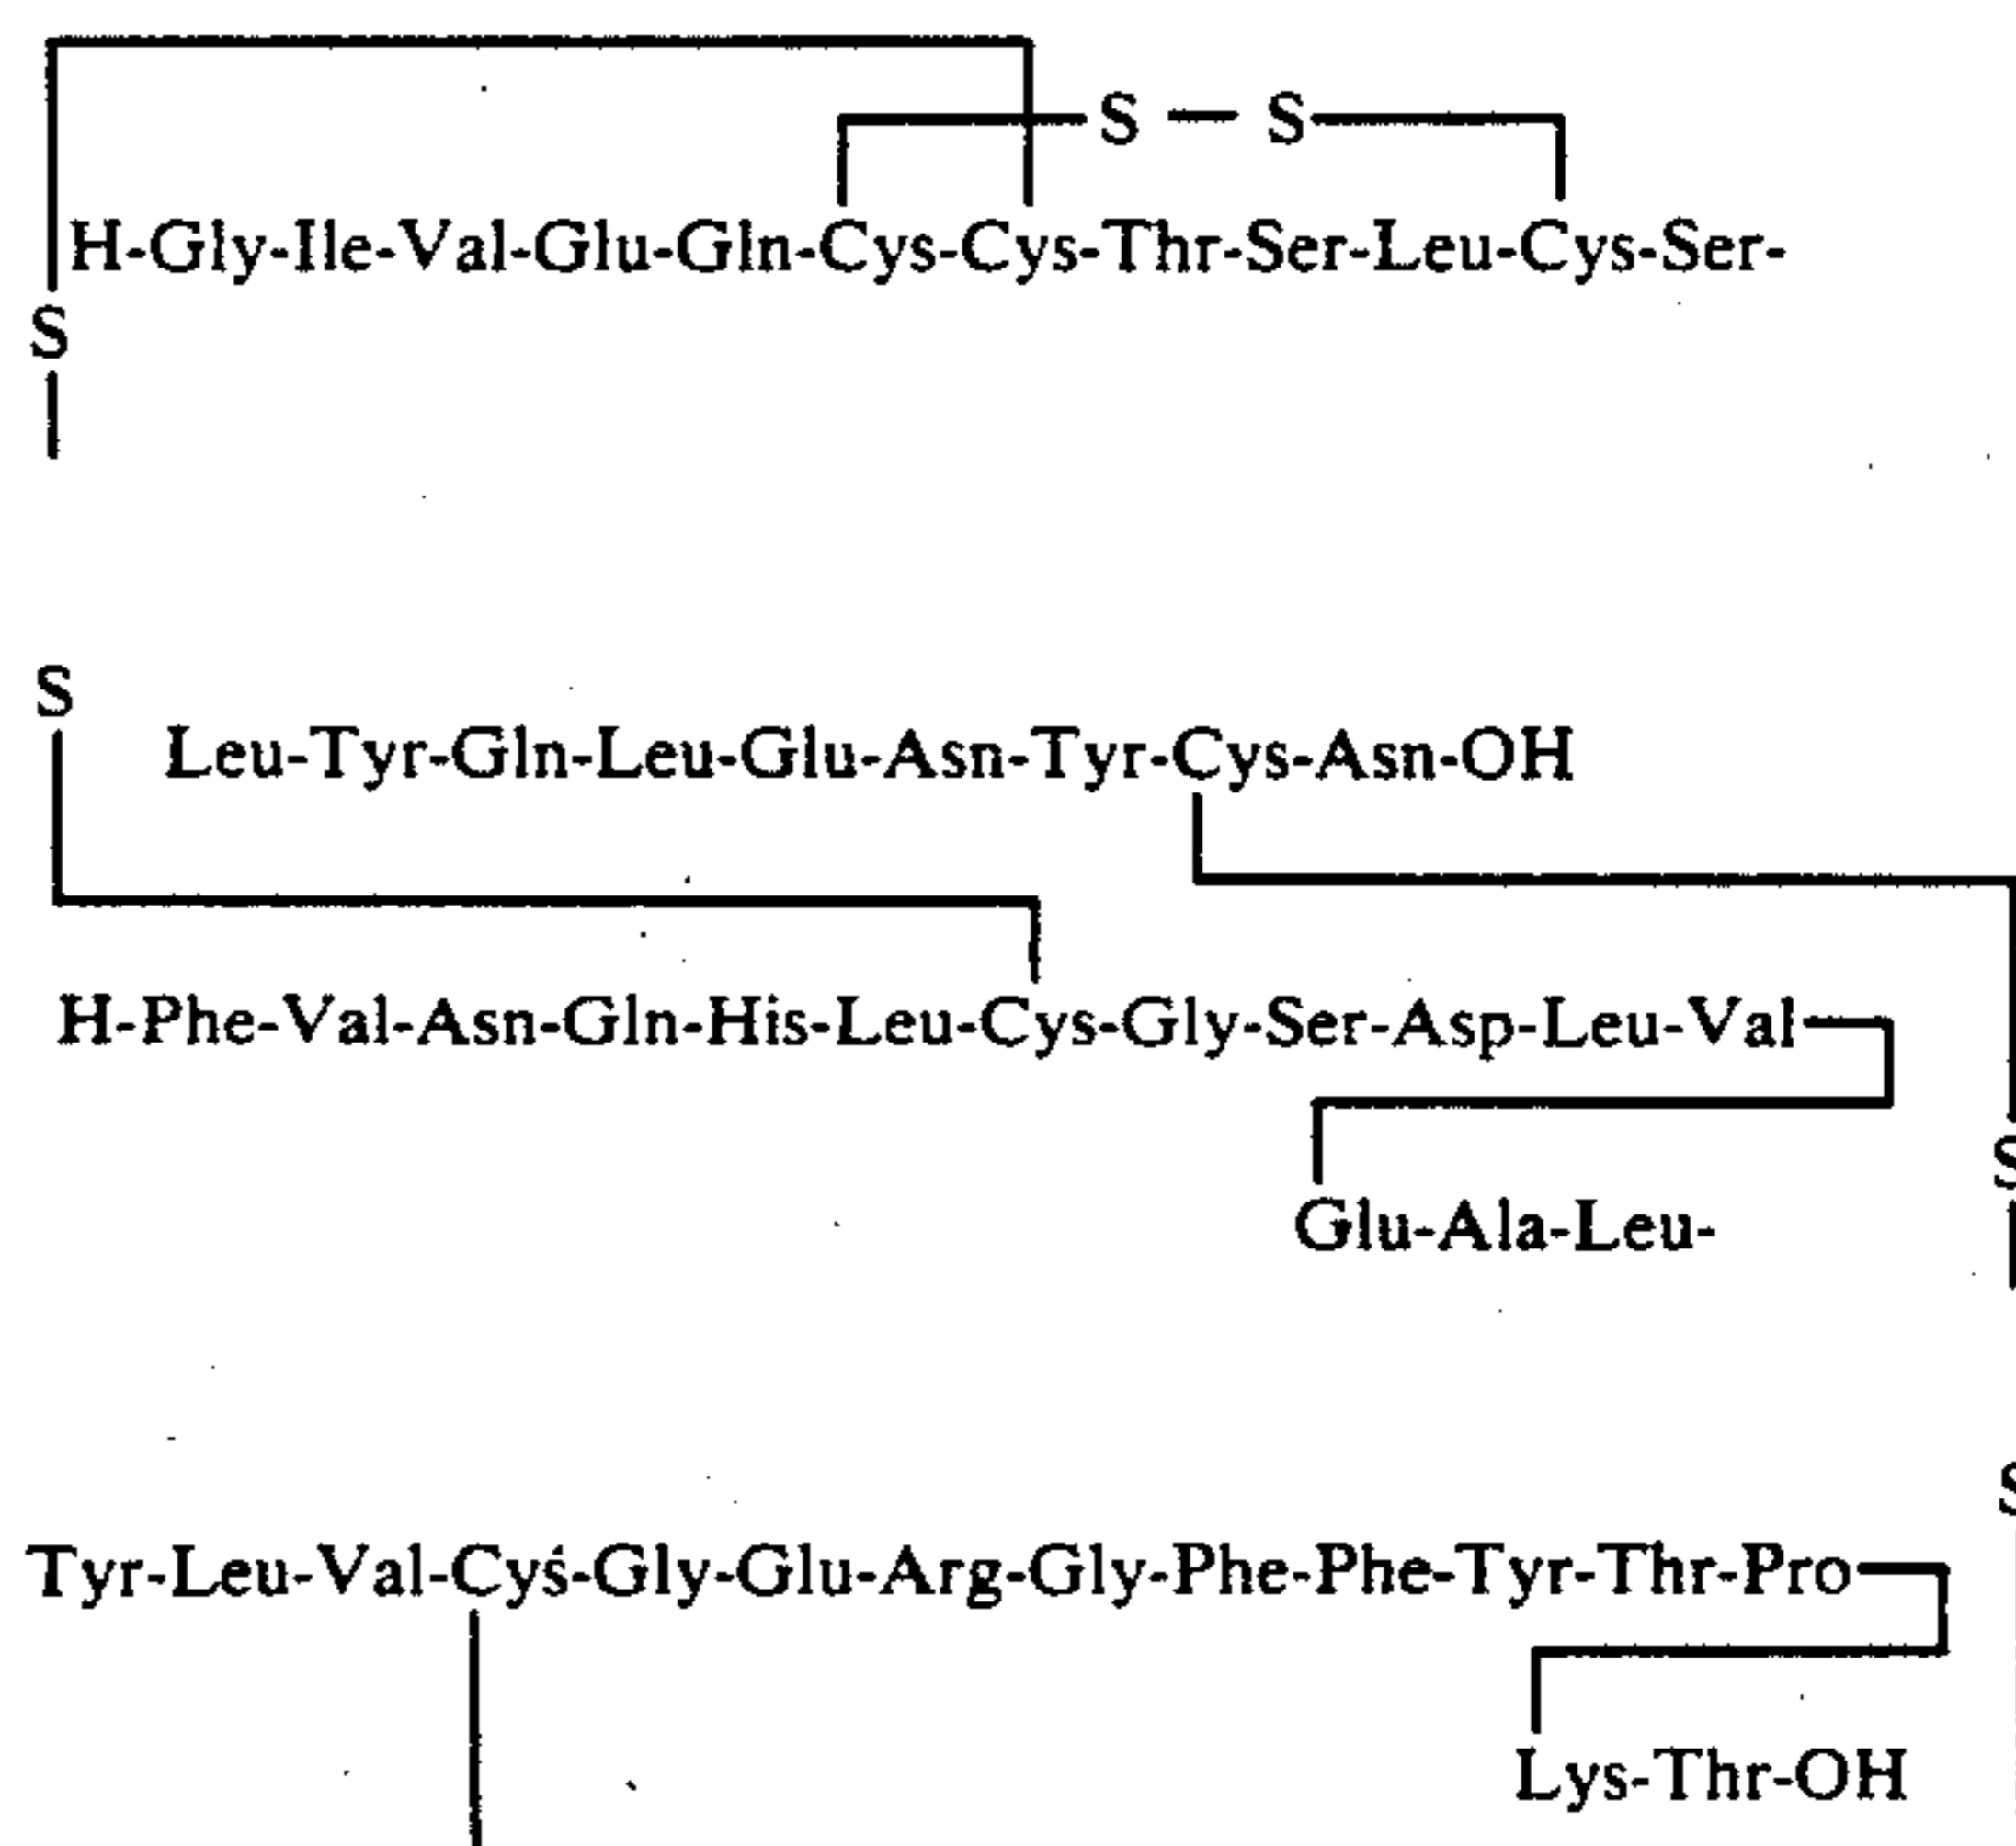 S — S
H-Gly-Ile-Val-Glu-Gln-Cys-Cys-Thr-Ser-Leu-Cys-Ser-
S
S
Leu-Tyr-Gln-Leu-Glu-Asn-Tyr-Cys-Asn-OH
H-Phe-Val-Asn-Gln-His-Leu-Cys-Gly-Ser-Asp-Leu-Val
S
Glu-Ala-Leu-
S
Tyr-Leu-Val-Cys-Gly-Glu-Arg-Gly-Phe-Phe-Tyr-Thr-Pro
Lys-Thr-OH